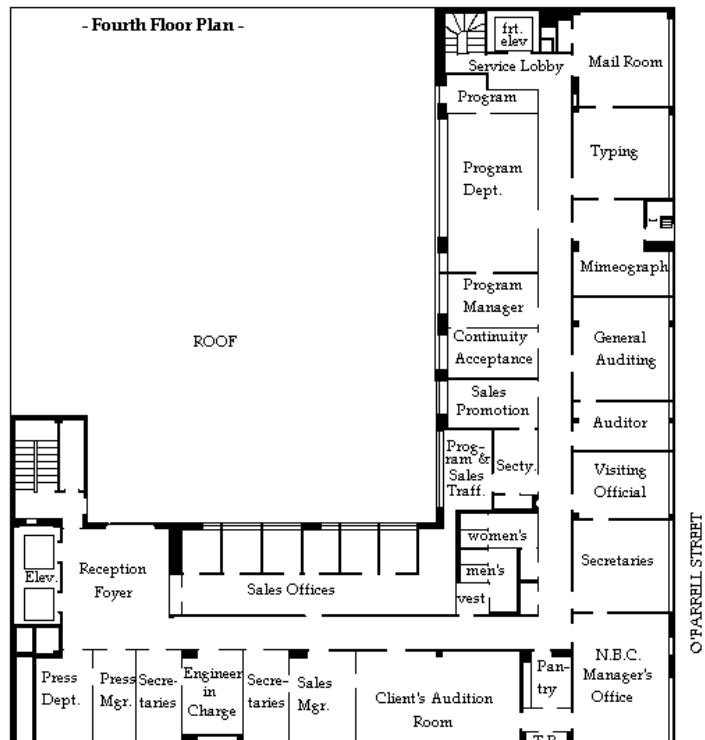 - Fourth Floor Plan -
frt.
elev
Service Lobby
Mail Room
Program
Typing
Program
Dept.
Mimeograph
Program
Manager
ROOF
Continuity
Acceptance
General
Auditing
Sales
Promotion
Auditor
Prog-
ram &
Sales
Traff.
Secty.
Visiting
Official
women's
O'FARRELL STREET
Elev.
Reception
Foyer
Sales Offices
men's
vest
Secretaries
Press
Dept.
Press
Mgr.
Secre-
taries
Engineer
in
Charge
Secre-
taries
Sales
Mgr.
Client's Audition
Room
Pan-
try
N.B.C.
Manager's
Office